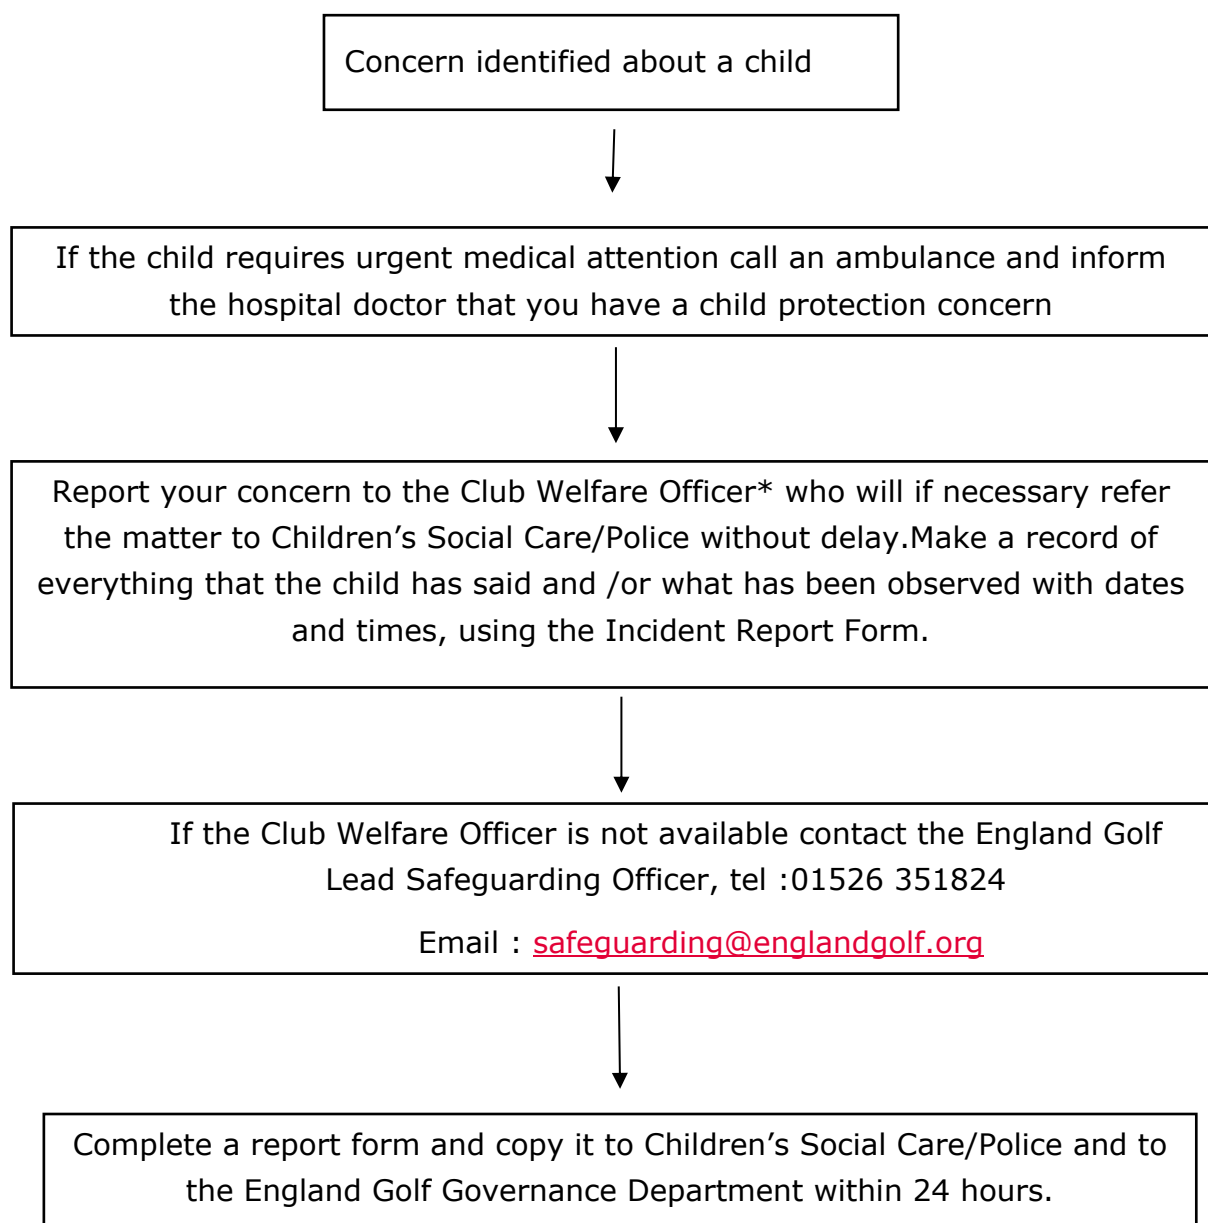 Concern identified about a child
If the child requires urgent medical attention call an ambulance and inform
the hospital doctor that you have a child protection concern
Report your concern to the Club Welfare Officer* who will if necessary refer
the matter to Children’s Social Care/Police without delay.Make a record of
everything that the child has said and /or what has been observed with dates
and times, using the Incident Report Form.
If the Club Welfare Officer is not available contact the England Golf
Lead Safeguarding Officer, tel :01526 351824
Email : safeguarding@englandgolf.org
Complete a report form and copy it to Children’s Social Care/Police and to
the England Golf Governance Department within 24 hours.